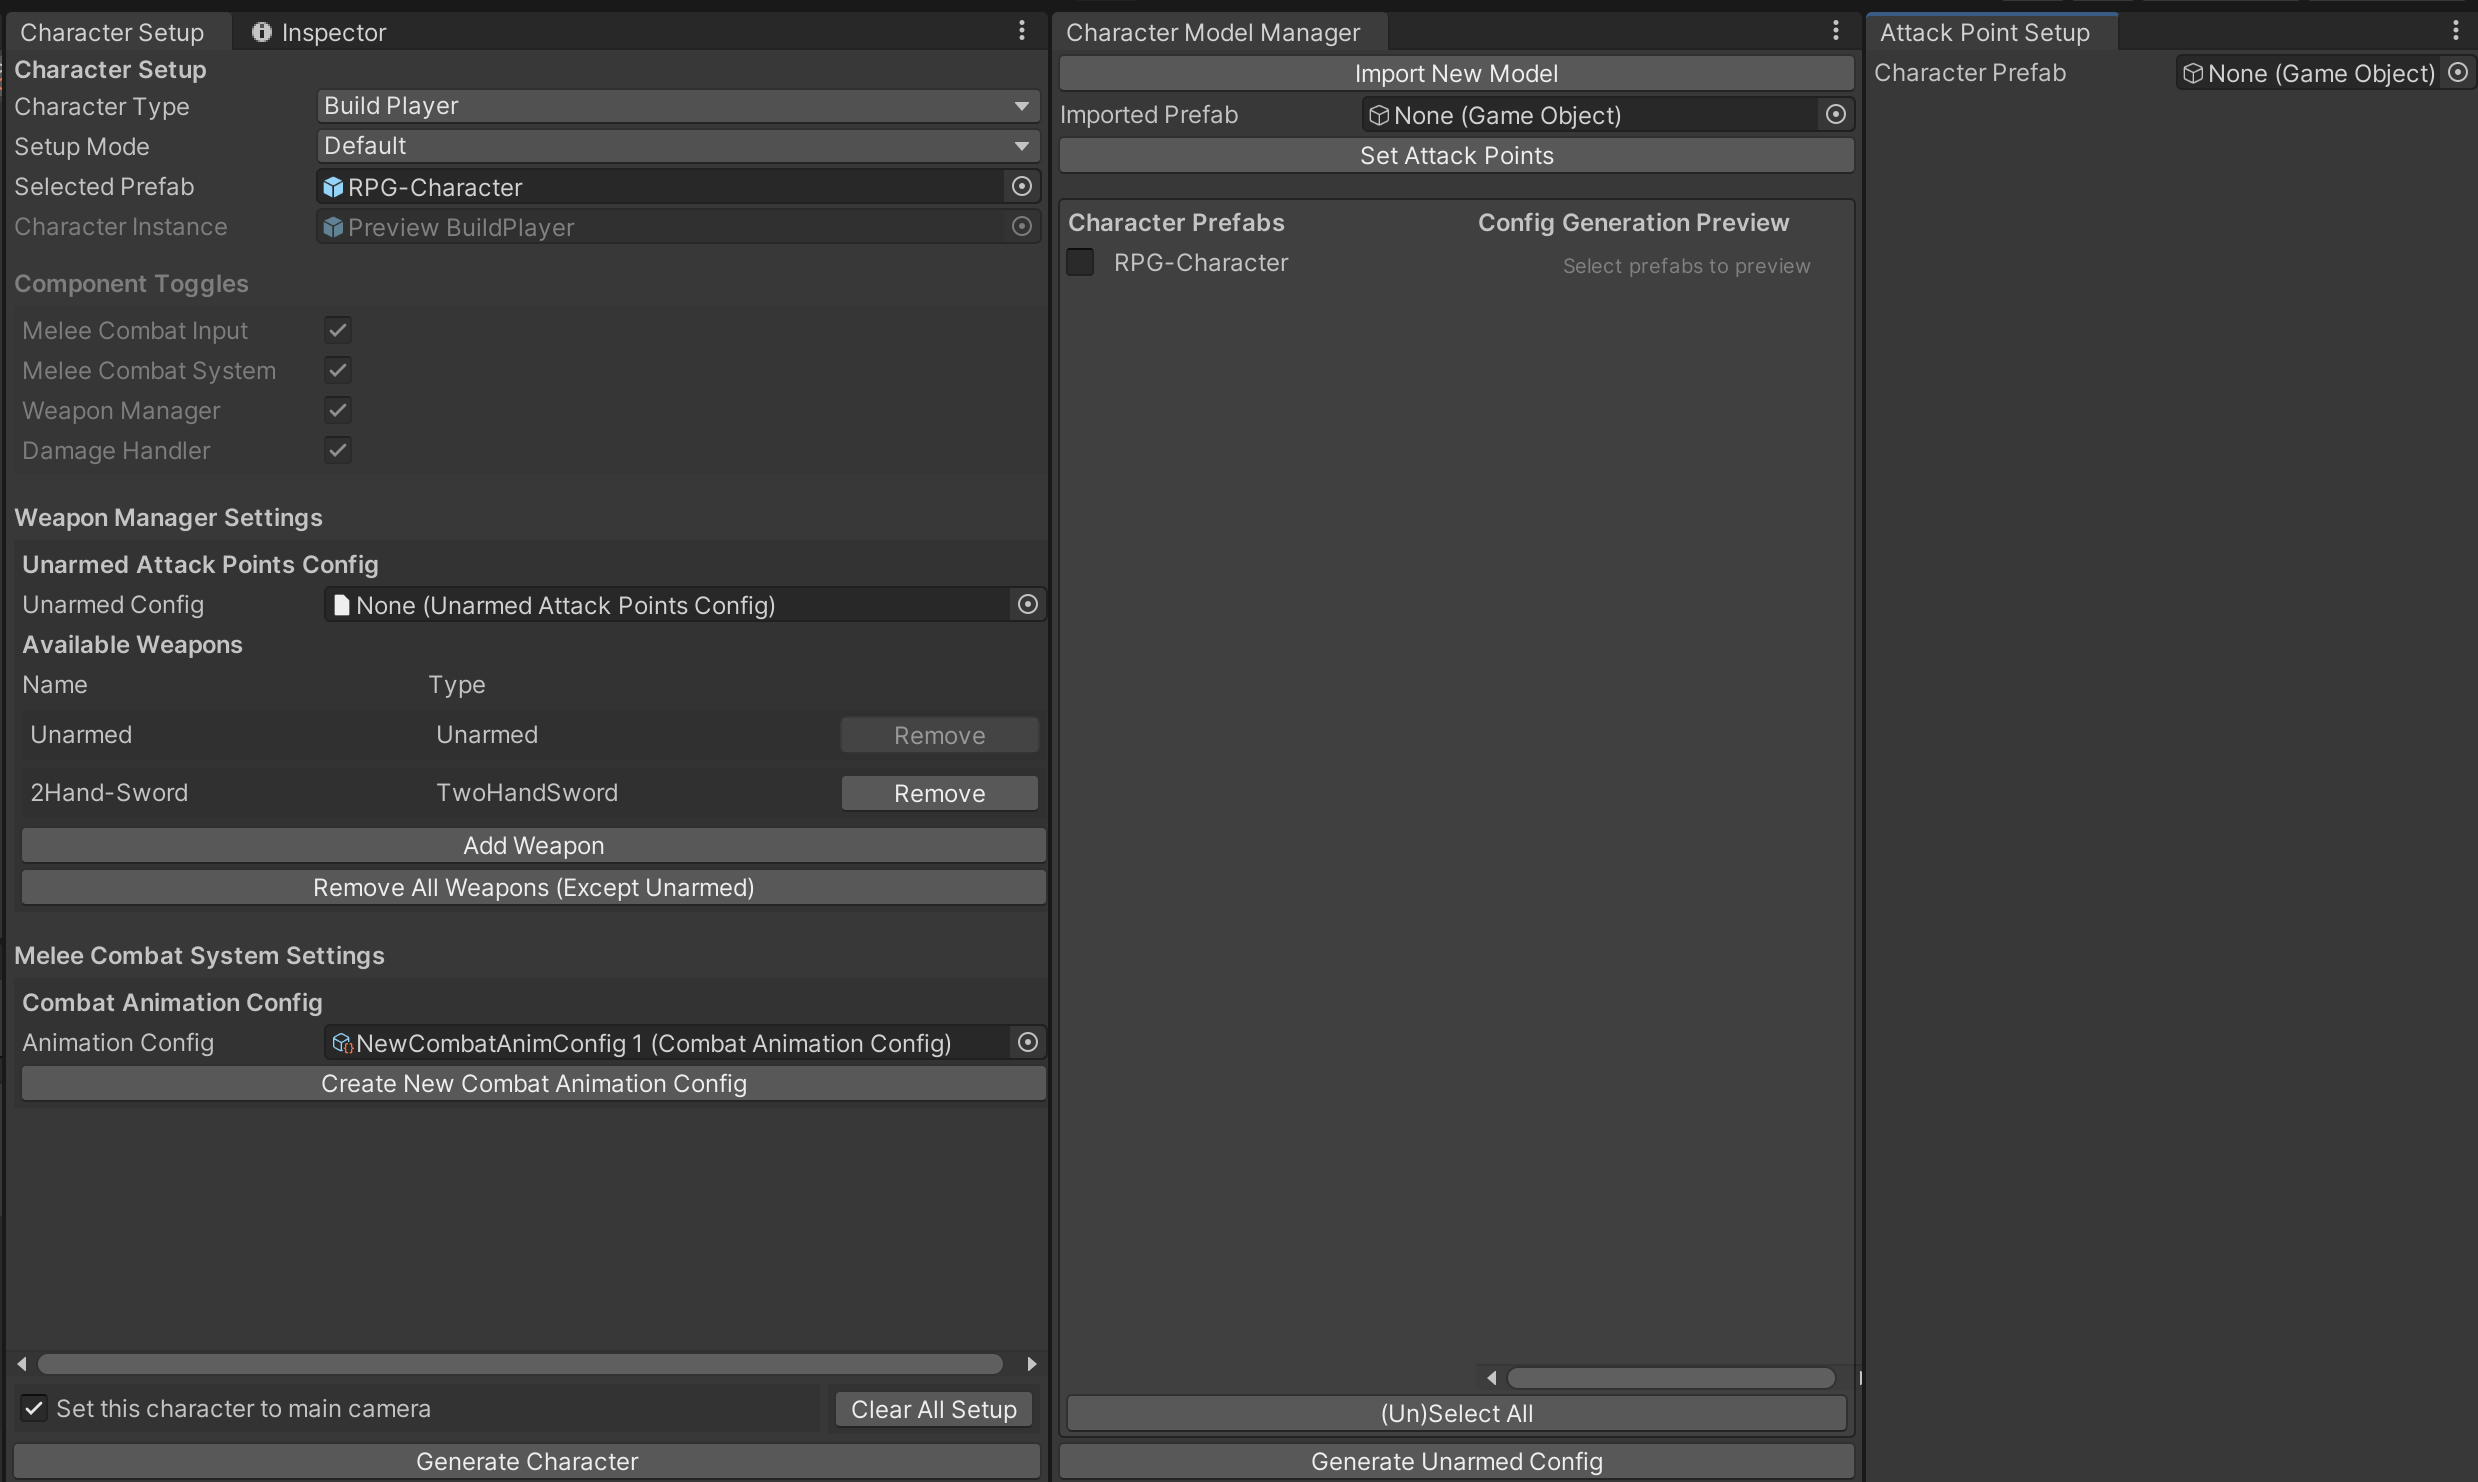 Character Setup
Inspector
Character Setup
Character Type
Build Player
Setup Mode
Default
Selected Prefab
RPG-Character
Character Instance
Preview BuildPlayer
Component Toggles
Melee Combat Input
Melee Combat System
Weapon Manager
Damage Handler
Weapon Manager Settings
Unarmed Attack Points Config
Unarmed Config
None (Unarmed Attack Points Config)
Available Weapons
Name
Type
Unarmed
Unarmed
Remove
2Hand-Sword
TwoHandSword
Remove
Add Weapon
Remove All Weapons (Except Unarmed)
Melee Combat System Settings
Combat Animation Config
Animation Config
NewCombatAnimConfig 1 (Combat Animation Config)
Create New Combat Animation Config
Set this character to main camera
Clear All Setup
Generate Character
Character Model Manager
Import New Model
Imported Prefab
None (Game Object)
Set Attack Points
Character Prefabs
Config Generation Preview
RPG-Character
Select prefabs to preview
(Un)Select All
Generate Unarmed Config
Attack Point Setup
Character Prefab
None (Game Object)